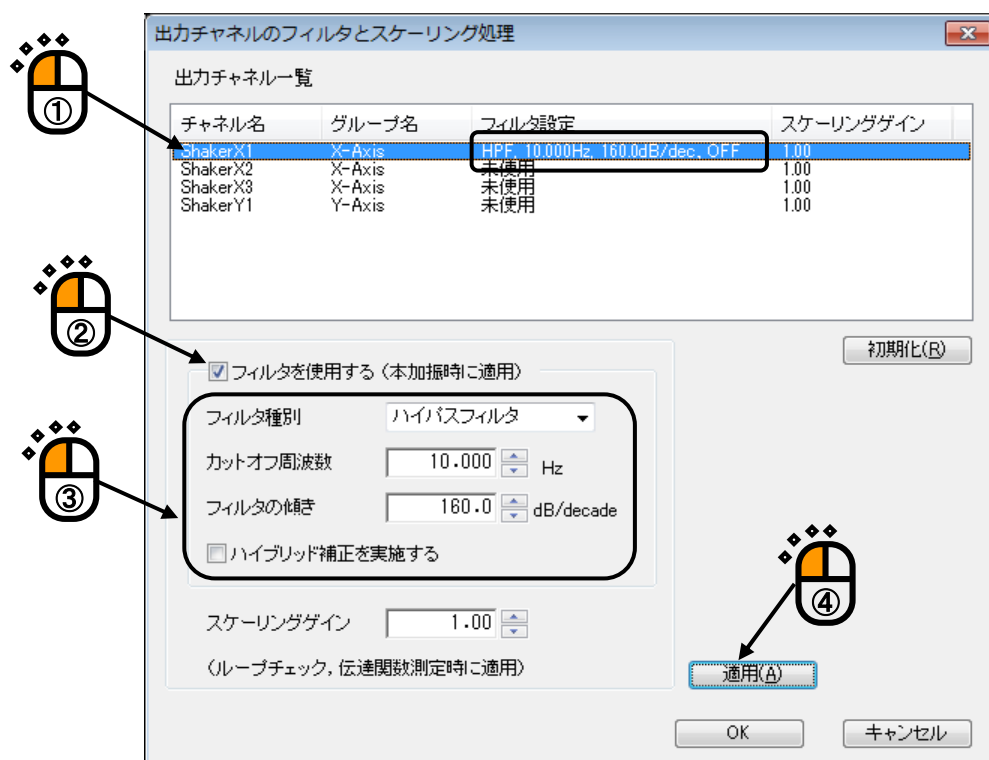 出力チャネルのフィルタとスケーリング処理
出力チャネル一覧
①
チャネル名 グループ名 フィルタ設定 スケーリングゲイン
ShakerX1 X-Axis HPF, 10.000Hz, 160.0dB/dec, OFF 1.00
ShakerX2 X-Axis 未使用 1.00
ShakerX3 X-Axis 未使用 1.00
ShakerY1 Y-Axis 未使用 1.00
②
初期化(R)
フィルタを使用する（本加振時に適用）
フィルタ種別 ハイパスフィルタ
カットオフ周波数 10.000 Hz
③
フィルタの傾き 160.0 dB/decade
ハイブリッド補正を実施する
④
スケーリングゲイン 1.00
（ループチェック，伝達関数測定時に適用）
適用(A)
OK キャンセル